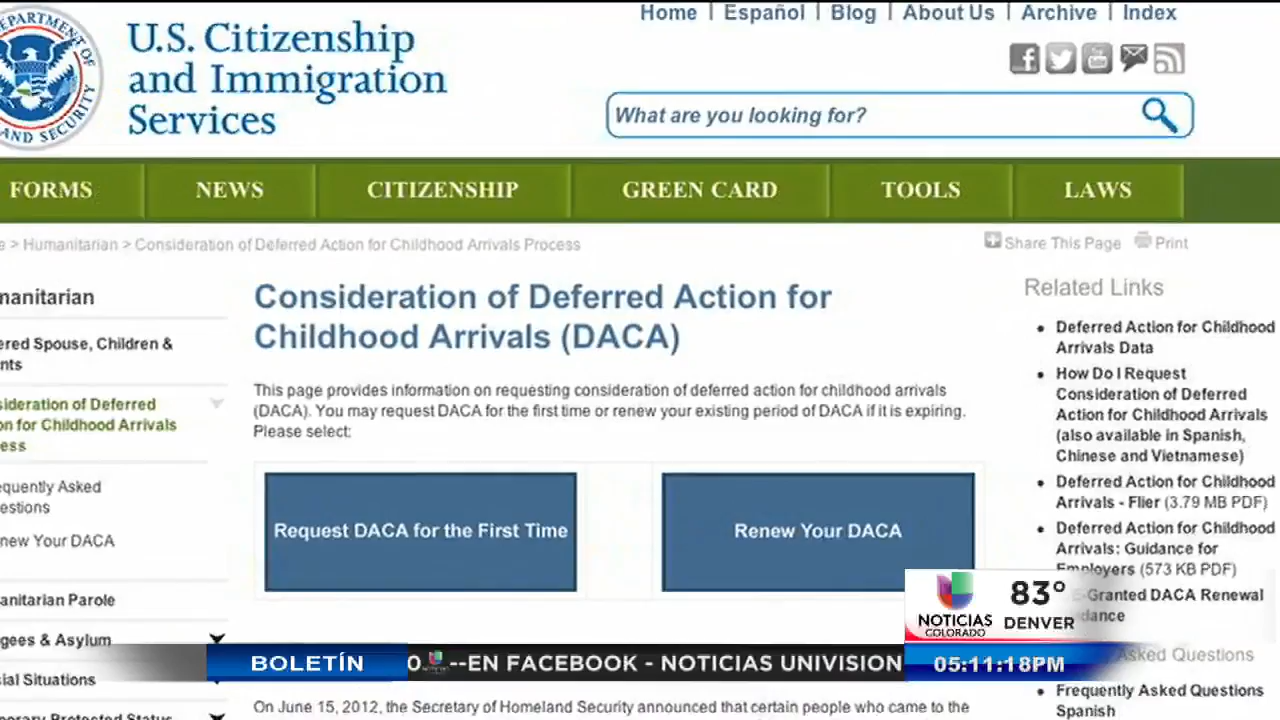 DEPARTMENT OF
AND SECURITY
U.S. Citizenship
and Immigration
Services
Home | Español | Blog | About Us | Archive | Index
What are you looking for?
FORMS NEWS CITIZENSHIP GREEN CARD TOOLS LAWS
> Humanitarian > Consideration of Deferred Action for Childhood Arrivals Process
Share This Page Print
manitarian
ered Spouse, Children &
nts
sideration of Deferred
on for Childhood Arrivals
ess
equently Asked
estions
new Your DACA
anitarian Parole
gees & Asylum
ial Situations
porary Protected Status
Consideration of Deferred Action for
Childhood Arrivals (DACA)
This page provides information on requesting consideration of deferred action for childhood arrivals
(DACA). You may request DACA for the first time or renew your existing period of DACA if it is expiring.
Please select:
Request DACA for the First Time
Renew Your DACA
On June 15, 2012, the Secretary of Homeland Security announced that certain people who came to the
Related Links
• Deferred Action for Childhood
Arrivals Data
• How Do I Request
Consideration of Deferred
Action for Childhood Arrivals
(also available in Spanish,
Chinese and Vietnamese)
• Deferred Action for Childhood
Arrivals - Flier (3.79 MB PDF)
• Deferred Action for Childhood
Arrivals: Guidance for
Employers (573 KB PDF)
E-Granted DACA Renewal
dance
Asked Questions
• Frequently Asked Questions
Spanish
NOTICIAS
COLORADO
83°
DENVER
BOLETÍN
O --EN FACEBOOK - NOTICIAS UNIVISION
05:11:18PM